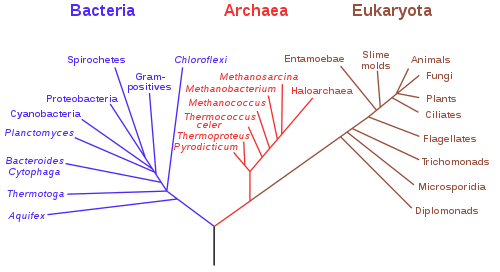 Bacteria
Archaea
Eukaryota
Spirochetes
Chloroflexi
Gram-
positives
Proteobacteria
Cyanobacteria
Planctomyces
Bacteroides
Cytophaga
Thermotoga
Aquifex
Methanosarcina
Methanobacterium
Haloarchaea
Methanococcus
Thermococcus
celer
Thermoproteus
Pyrodicticum
Entamoebae
Slime
molds
Animals
Fungi
Plants
Ciliates
Flagellates
Trichomonads
Microsporidia
Diplomonads